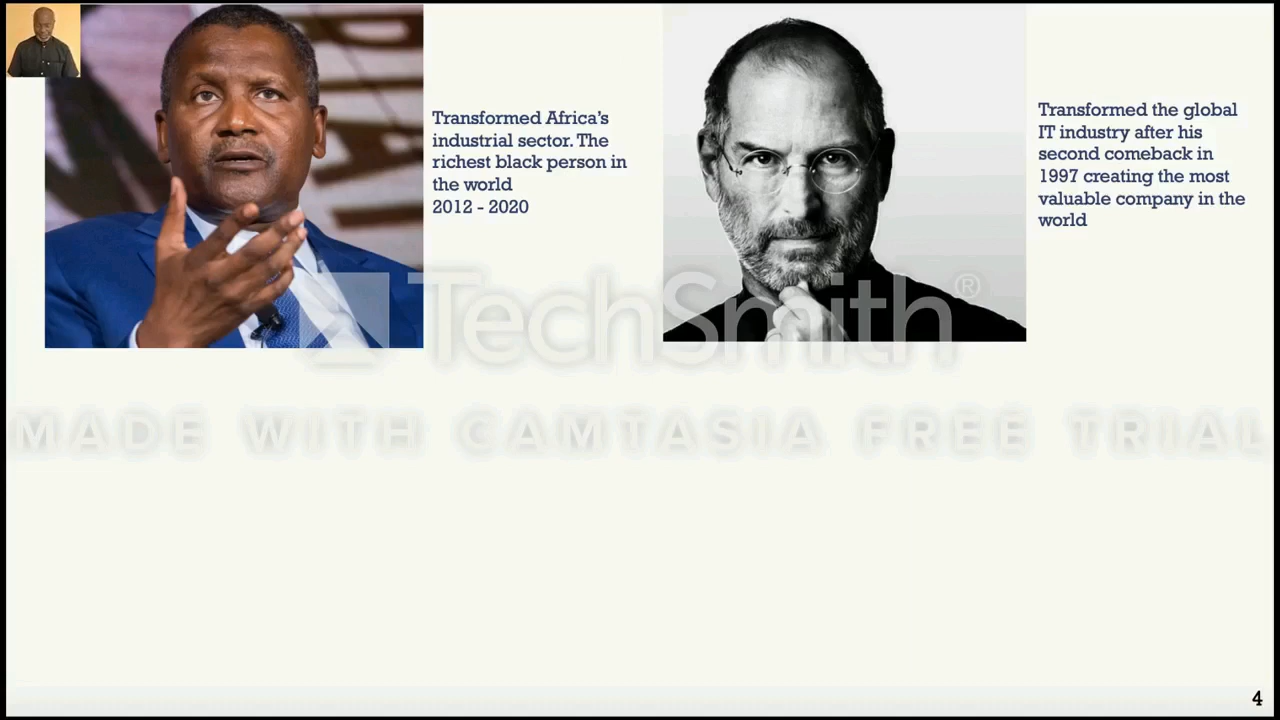 Transformed Africa's
industrial sector. The
richest black person in
the world
2012 - 2020
Transformed the global
IT industry after his
second comeback in
1997 creating the most
valuable company in the
world
TechSmith®
MADE WITH CAMTASIA FREE TRIAL
4